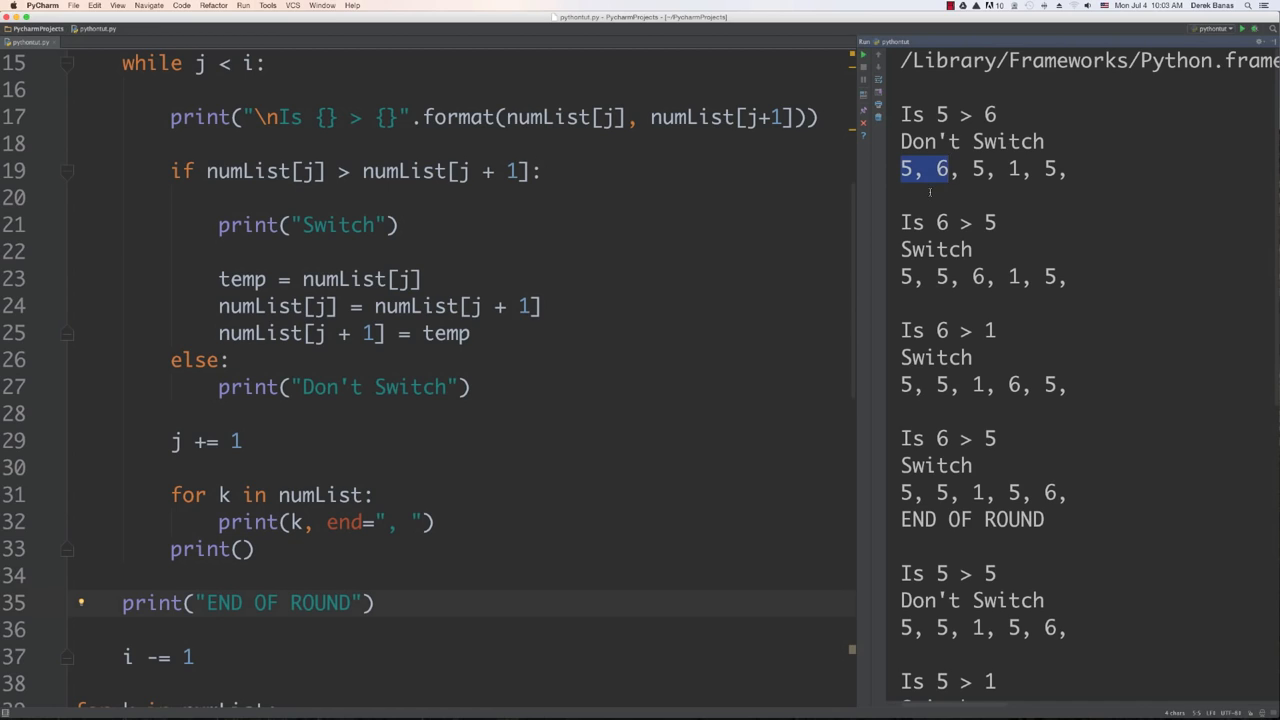 PyCharm File Edit View Navigate Code Refactor Run Tools VCS Window Help
10 Mon Jul 4 10:03 AM Derek Banas
pythontut.py - PycharmProjects - [~/PycharmProjects]
PycharmProjects pythontut.py
pythontut
pythontut.py
Run pythontut
15 while j < i:
16
17 print("\nIs {} > {}".format(numList[j], numList[j+1]))
18
19 if numList[j] > numList[j + 1]:
20
21 print("Switch")
22
23 temp = numList[j]
24 numList[j] = numList[j + 1]
25 numList[j + 1] = temp
26 else:
27 print("Don't Switch")
28
29 j += 1
30
31 for k in numList:
32 print(k, end=", ")
33 print()
34
35 print("END OF ROUND")
36
37 i -= 1
38
/Library/Frameworks/Python.frame
Is 5 > 6
Don't Switch
5, 6, 5, 1, 5,
Is 6 > 5
Switch
5, 5, 6, 1, 5,
Is 6 > 1
Switch
5, 5, 1, 6, 5,
Is 6 > 5
Switch
5, 5, 1, 5, 6,
END OF ROUND
Is 5 > 5
Don't Switch
5, 5, 1, 5, 6,
Is 5 > 1
4 chars 5:5 LF‡ UTF-8‡